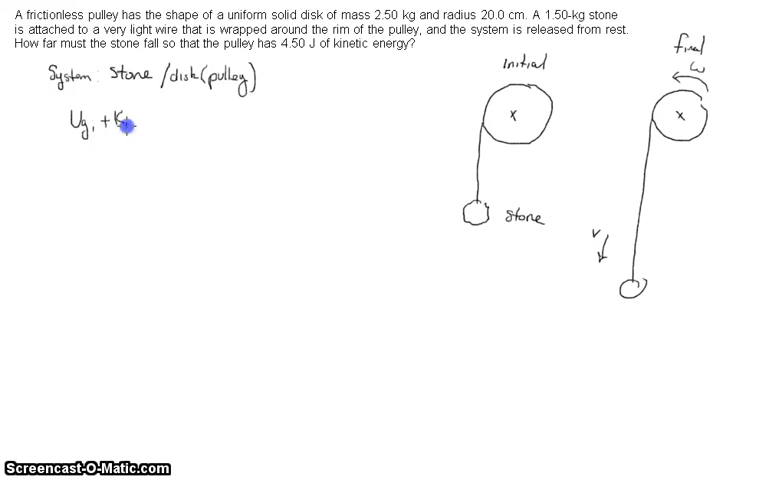 A frictionless pulley has the shape of a uniform solid disk of mass 2.50 kg and radius 20.0 cm. A 1.50-kg stone
is attached to a very light wire that is wrapped around the rim of the pulley, and the system is released from rest.
How far must the stone fall so that the pulley has 4.50 J of kinetic energy?
Initial
final
System: Stone / disk (pulley)
ω
x
x
Ug₁ + K₁
Stone
v
Screencast-O-Matic.com